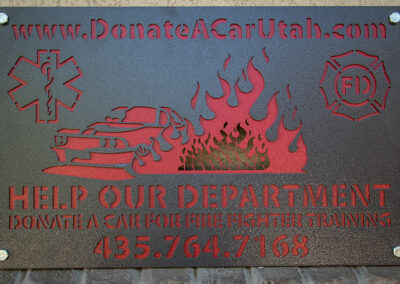 www.DonateACarUtah.com
FD
HELP OUR DEPARTMENT
DONATE A CAR FOR FIRE FIGHTER TRAINING
435.764.7168